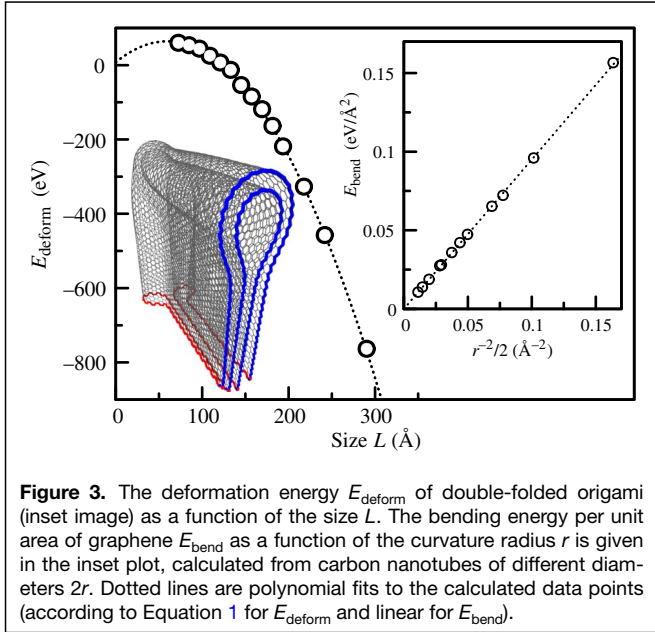 0
−200
−400
−600
−800
E_deform (eV)
0
100
200
300
Size L (Å)
0.15
0.1
0.05
0
E_bend (eV/Å²)
0
0.05
0.1
0.15
r⁻²/2 (Å⁻²)
Figure 3. The deformation energy E_deform of double-folded origami
(inset image) as a function of the size L. The bending energy per unit
area of graphene E_bend as a function of the curvature radius r is given
in the inset plot, calculated from carbon nanotubes of different diam-
eters 2r. Dotted lines are polynomial fits to the calculated data points
(according to Equation 1 for E_deform and linear for E_bend).